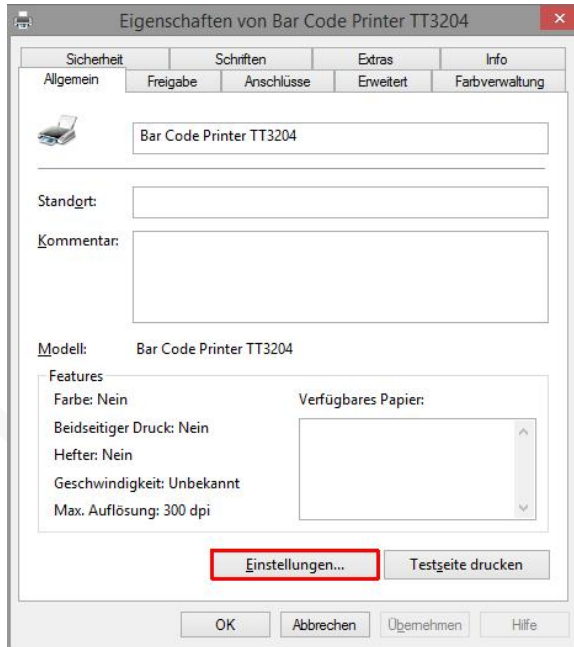 Eigenschaften von Bar Code Printer TT3204
Sicherheit Schriften Extras Info
Allgemein Freigabe Anschlüsse Erweitert Farbverwaltung
Bar Code Printer TT3204
Standort:
Kommentar:
Modell: Bar Code Printer TT3204
Features
Farbe: Nein Verfügbares Papier:
Beidseitiger Druck: Nein
Hefter: Nein
Geschwindigkeit: Unbekannt
Max. Auflösung: 300 dpi
Einstellungen... Testseite drucken
OK Abbrechen Übernehmen Hilfe